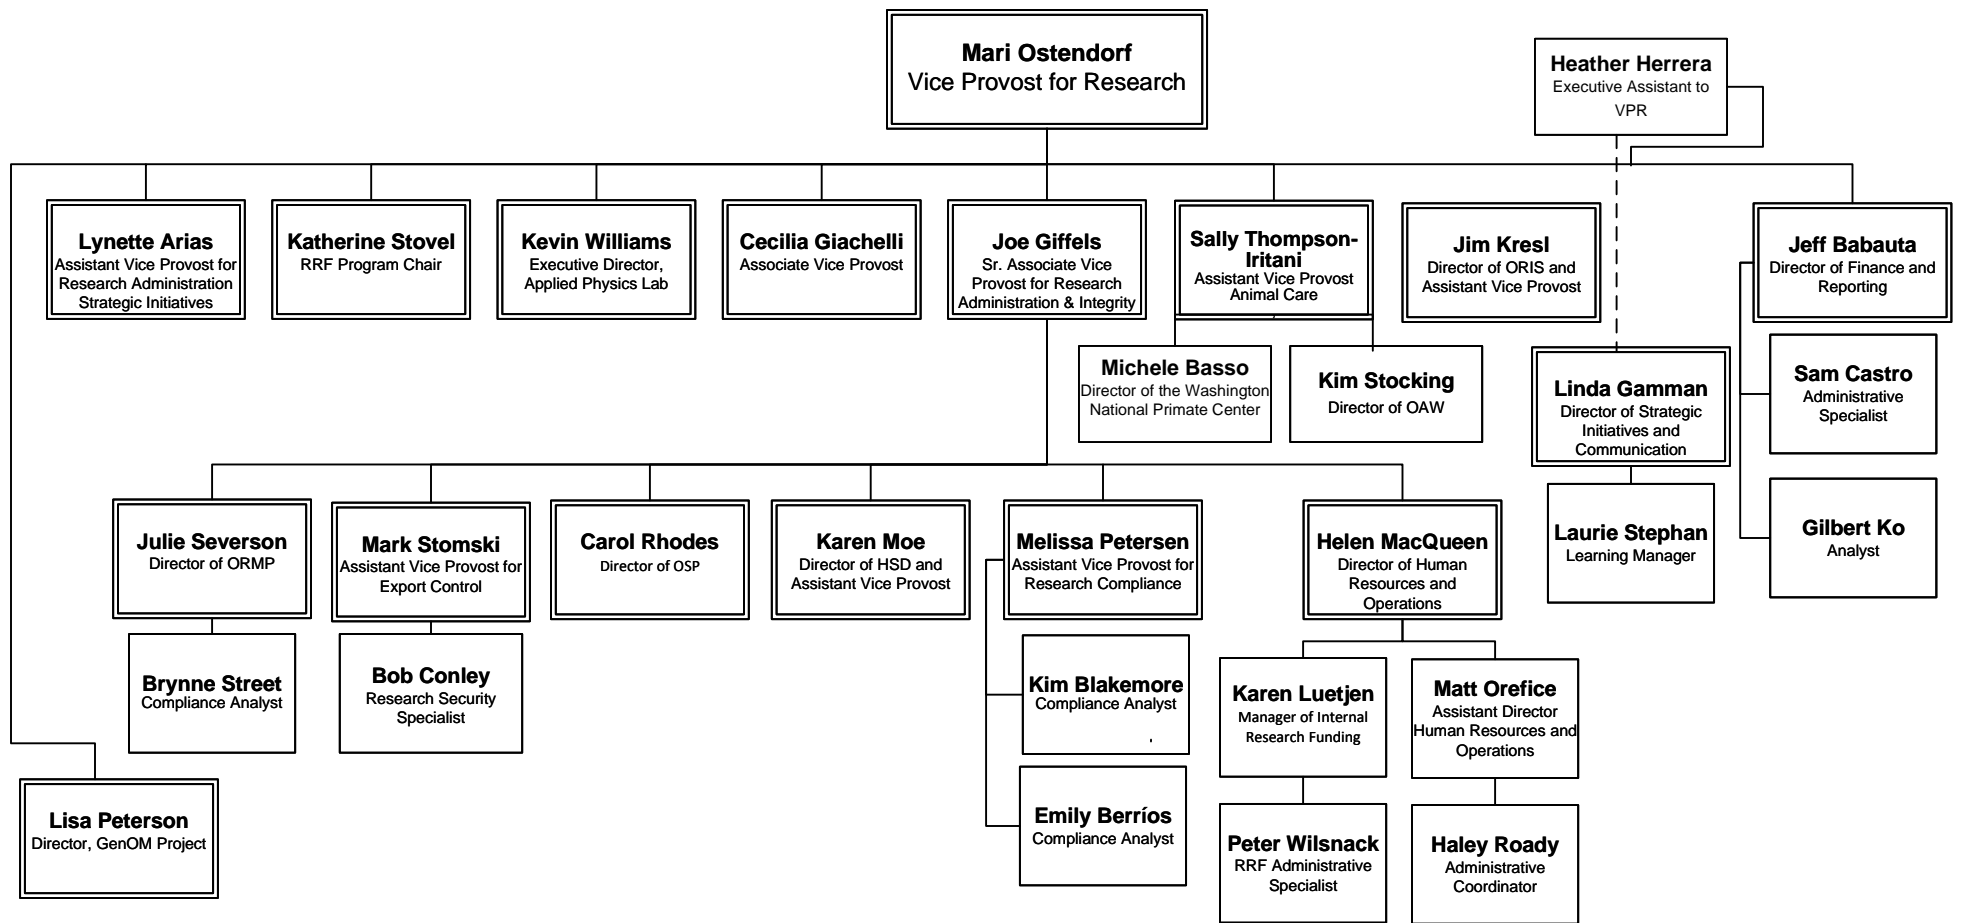 Mari Ostendorf
Vice Provost for Research
Heather Herrera
Executive Assistant to
VPR
Lynette Arias
Assistant Vice Provost for
Research Administration
Strategic Initiatives
Katherine Stovel
RRF Program Chair
Kevin Williams
Executive Director,
Applied Physics Lab
Cecilia Giachelli
Associate Vice Provost
Joe Giffels
Sr. Associate Vice
Provost for Research
Administration & Integrity
Sally Thompson-
Iritani
Assistant Vice Provost
Animal Care
Jim Kresl
Director of ORIS and
Assistant Vice Provost
Jeff Babauta
Director of Finance and
Reporting
Michele Basso
Director of the Washington
National Primate Center
Kim Stocking
Director of OAW
Linda Gamman
Director of Strategic
Initiatives and
Communication
Sam Castro
Administrative
Specialist
Julie Severson
Director of ORMP
Mark Stomski
Assistant Vice Provost for
Export Control
Carol Rhodes
Director of OSP
Karen Moe
Director of HSD and
Assistant Vice Provost
Melissa Petersen
Assistant Vice Provost for
Research Compliance
Helen MacQueen
Director of Human
Resources and
Operations
Laurie Stephan
Learning Manager
Gilbert Ko
Analyst
Brynne Street
Compliance Analyst
Bob Conley
Research Security
Specialist
Kim Blakemore
Compliance Analyst
.
Karen Luetjen
Manager of Internal
Research Funding
Matt Orefice
Assistant Director
Human Resources and
Operations
Lisa Peterson
Director, GenOM Project
Emily Berríos
Compliance Analyst
Peter Wilsnack
RRF Administrative
Specialist
Haley Roady
Administrative
Coordinator